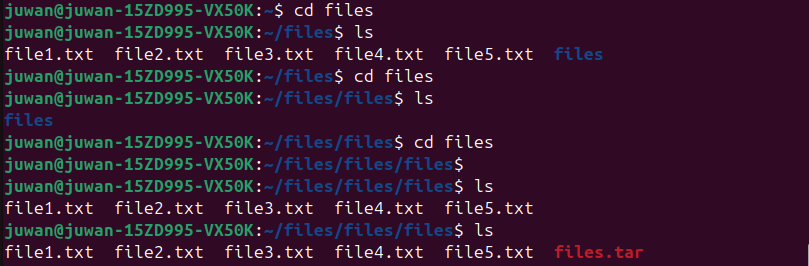 juwan@juwan-15ZD995-VX50K:~$ cd files
juwan@juwan-15ZD995-VX50K:~/files$ ls
file1.txt  file2.txt  file3.txt  file4.txt  file5.txt  files
juwan@juwan-15ZD995-VX50K:~/files$ cd files
juwan@juwan-15ZD995-VX50K:~/files/files$ ls
files
juwan@juwan-15ZD995-VX50K:~/files/files$ cd files
juwan@juwan-15ZD995-VX50K:~/files/files/files$
juwan@juwan-15ZD995-VX50K:~/files/files/files$ ls
file1.txt  file2.txt  file3.txt  file4.txt  file5.txt
juwan@juwan-15ZD995-VX50K:~/files/files/files$ ls
file1.txt  file2.txt  file3.txt  file4.txt  file5.txt  files.tar